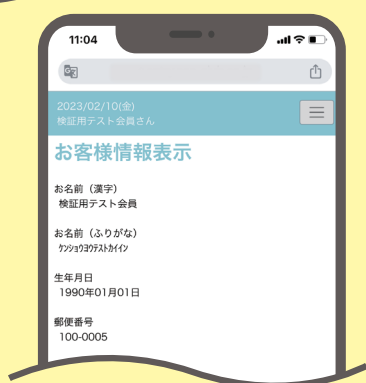 11:04
2023/02/10(金)
検証用テスト会員さん
お客様情報表示
お名前（漢字）
検証用テスト会員
お名前（ふりがな）
ｹﾝｼｮｳﾖｳﾃｽﾄｶｲｲﾝ
生年月日
1990年01月01日
郵便番号
100-0005